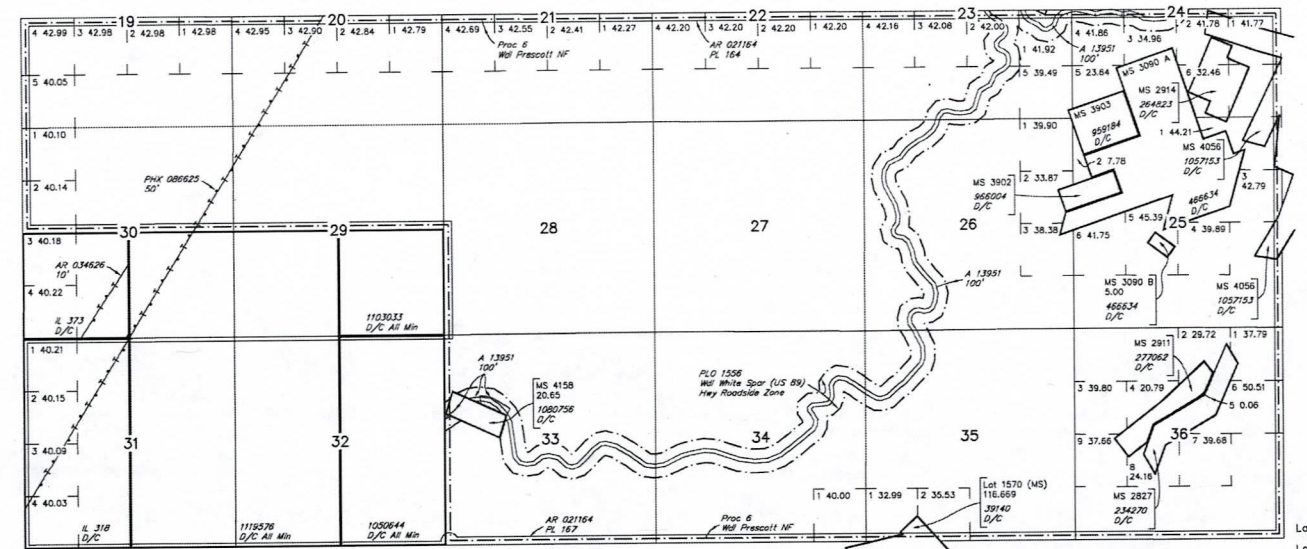 19 20 21 22 23 24
4 42.99 3 42.98 2 42.98 1 42.98 4 42.95 3 42.90 2 42.84 1 42.79 4 42.69 3 42.55 2 42.41 1 42.27 4 42.20 3 42.20 2 42.20 1 42.20 4 42.16 3 42.08 2 42.00 4 41.86 2 41.78 1 41.77
3 34.96
1 41.92
Proc 6
Wdl Prescott NF
AR 021164
PL 164
A 13951
100'
5 40.05
5 39.49
5 23.64
MS 3090 A
6 32.46
MS 2914
264823
D/C
MS 3903
959184
D/C
1 40.10
1 39.90
1 44.21
MS 4056
1057153
D/C
2 7.78
PHX 086625
50'
2 40.14
2 33.87
MS 3902
966004
D/C
466634
D/C
3
42.79
3 40.18
30
29
28
27
26
3 38.38
6 41.75
5 45.39
25
4 39.89
AR 034626
10'
4 40.22
A 13951
100'
MS 3090 B
5.00
466634
D/C
MS 4056
1057153
D/C
IL 373
D/C
1103033
D/C All Min
1 40.21
2 29.72
1 37.79
MS 2911
277062
D/C
A 13951
100'
PLO 1556
Wdl White Spar (US 89)
Hwy Roadside Zone
2 40.15
MS 4158
20.65
1080756
D/C
3 39.80
4 20.79
6 50.51
5 0.06
3 40.09
31
32
33
34
35
9 37.66
36
7 39.68
8
24.16
4 40.03
1 40.00
1 32.99
2 35.53
Lot 1570 (MS)
116.669
39140
D/C
MS 2827
234270
D/C
IL 318
D/C
1119576
D/C All Min
1050644
D/C All Min
AR 021164
PL 167
Proc 6
Wdl Prescott NF